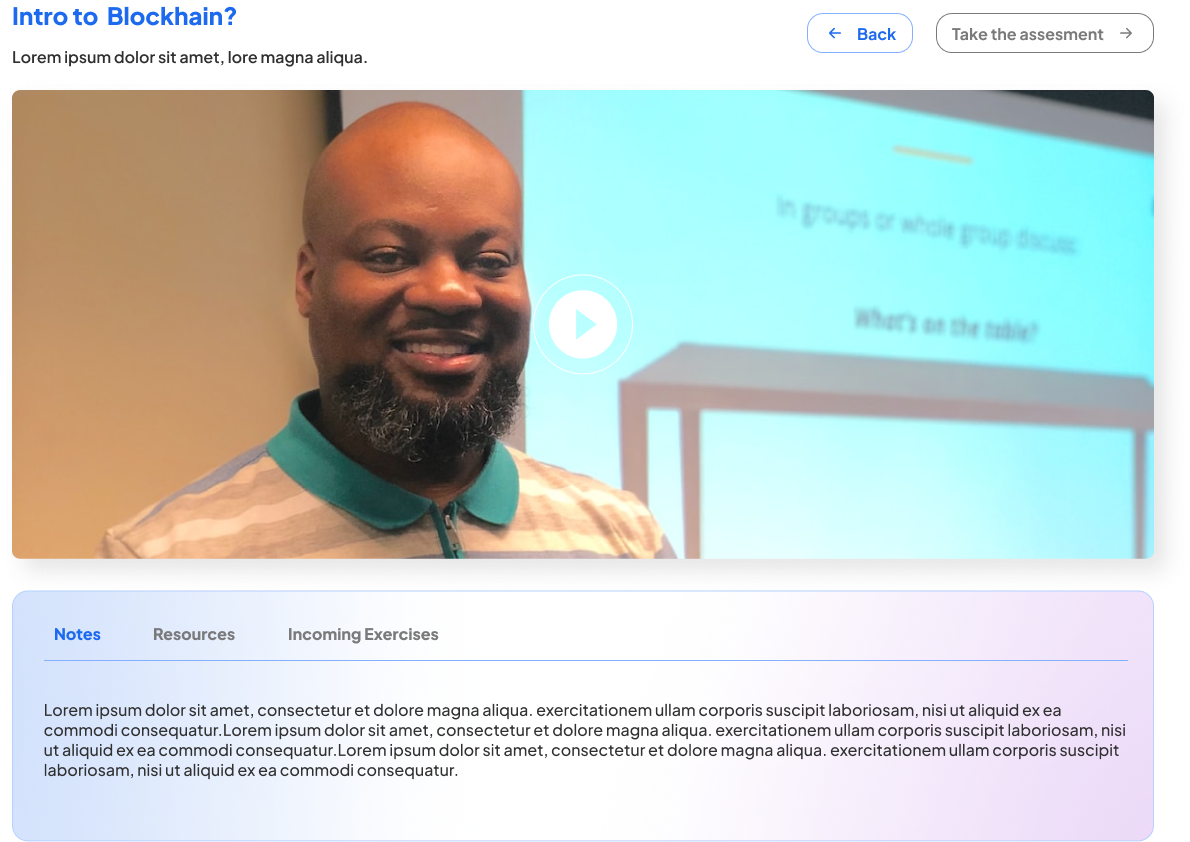 Intro to Blockhain?
Back
Take the assesment
Lorem ipsum dolor sit amet, lore magna aliqua.
In groups or whole group discuss:
What's on the table?
Notes
Resources
Incoming Exercises
Lorem ipsum dolor sit amet, consectetur et dolore magna aliqua. exercitationem ullam corporis suscipit laboriosam, nisi ut aliquid ex ea
commodi consequatur.Lorem ipsum dolor sit amet, consectetur et dolore magna aliqua. exercitationem ullam corporis suscipit laboriosam, nisi
ut aliquid ex ea commodi consequatur.Lorem ipsum dolor sit amet, consectetur et dolore magna aliqua. exercitationem ullam corporis suscipit
laboriosam, nisi ut aliquid ex ea commodi consequatur.